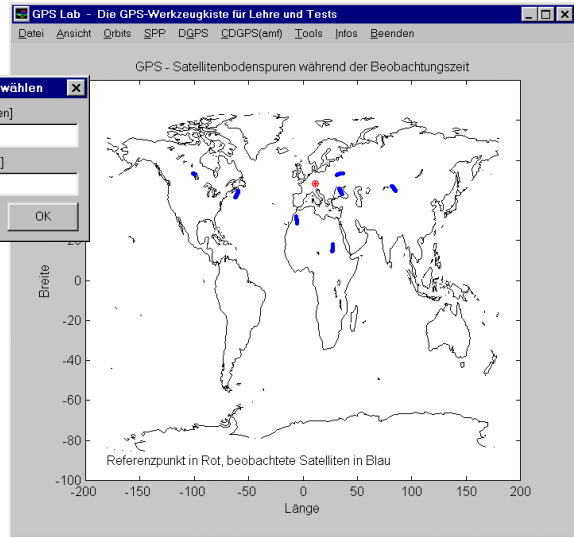 GPS Lab - Die GPS-Werkzeugkiste für Lehre und Tests
Datei Ansicht Orbits SPP DGPS CDGPS(amf) Tools Infos Beenden
GPS - Satellitenbodenspuren während der Beobachtungszeit
wählen
en]
]
OK
20
0
-20
-40
-60
-80
-100
Breite
Referenzpunkt in Rot, beobachtete Satelliten in Blau
-200 -150 -100 -50 0 50 100 150 200
Länge